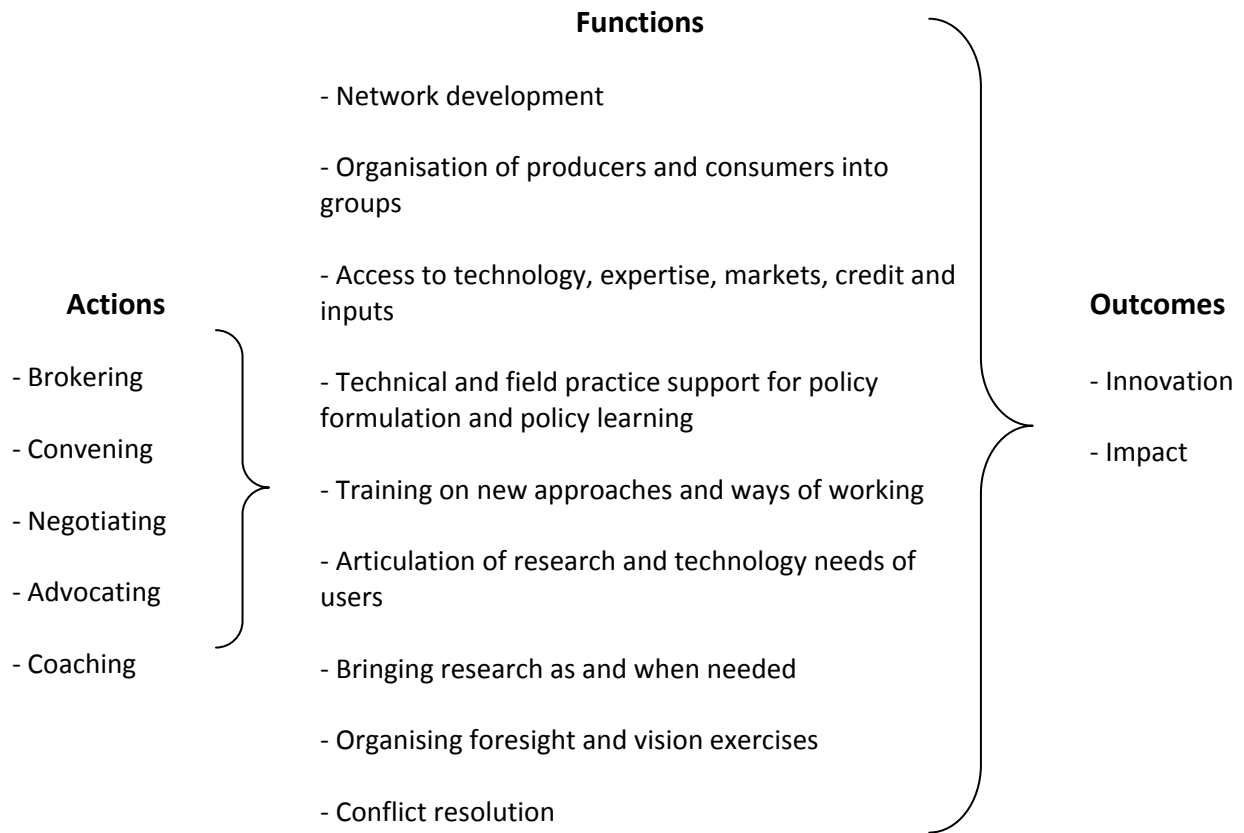 Functions
- Network development
- Organisation of producers and consumers into
groups
- Access to technology, expertise, markets, credit and
inputs
- Technical and field practice support for policy
formulation and policy learning
- Training on new approaches and ways of working
- Articulation of research and technology needs of
users
- Bringing research as and when needed
- Organising foresight and vision exercises
- Conflict resolution
Actions
- Brokering
- Convening
- Negotiating
- Advocating
- Coaching
Outcomes
- Innovation
- Impact